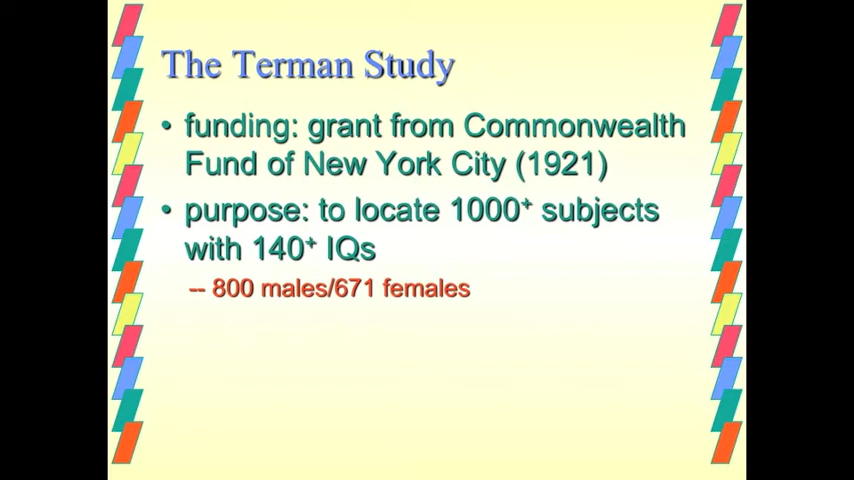 The Terman Study
• funding: grant from Commonwealth
Fund of New York City (1921)
• purpose: to locate 1000⁺ subjects
with 140⁺ IQs
-- 800 males/671 females